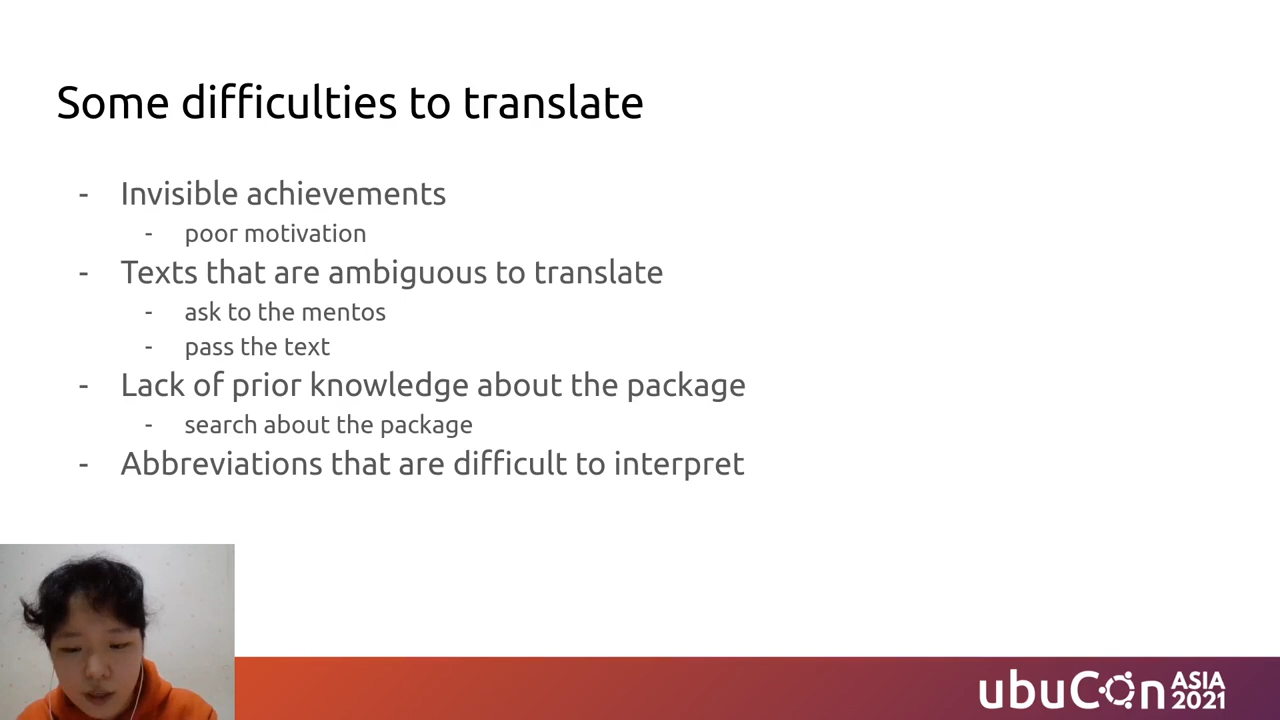 Some difficulties to translate
- Invisible achievements
- poor motivation
- Texts that are ambiguous to translate
- ask to the mentos
- pass the text
- Lack of prior knowledge about the package
- search about the package
- Abbreviations that are difficult to interpret
ubuCon ASIA 2021